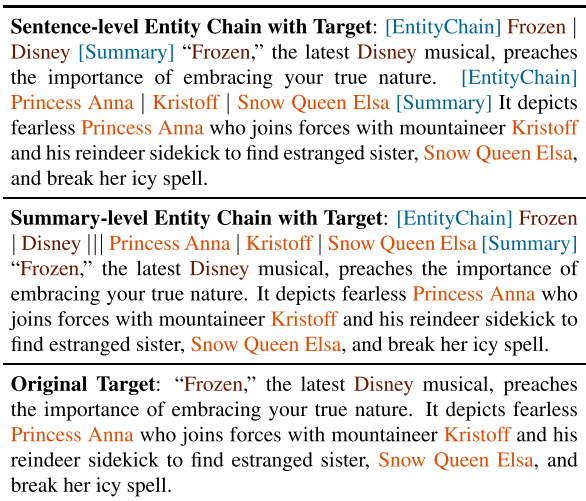 Sentence-level Entity Chain with Target: [EntityChain] Frozen |
Disney [Summary] “Frozen,” the latest Disney musical, preaches
the importance of embracing your true nature. [EntityChain]
Princess Anna | Kristoff | Snow Queen Elsa [Summary] It depicts
fearless Princess Anna who joins forces with mountaineer Kristoff
and his reindeer sidekick to find estranged sister, Snow Queen Elsa,
and break her icy spell.
Summary-level Entity Chain with Target: [EntityChain] Frozen
| Disney ||| Princess Anna | Kristoff | Snow Queen Elsa [Summary]
“Frozen,” the latest Disney musical, preaches the importance of
embracing your true nature. It depicts fearless Princess Anna who
joins forces with mountaineer Kristoff and his reindeer sidekick to
find estranged sister, Snow Queen Elsa, and break her icy spell.
Original Target: “Frozen,” the latest Disney musical, preaches
the importance of embracing your true nature. It depicts fearless
Princess Anna who joins forces with mountaineer Kristoff and his
reindeer sidekick to find estranged sister, Snow Queen Elsa, and
break her icy spell.